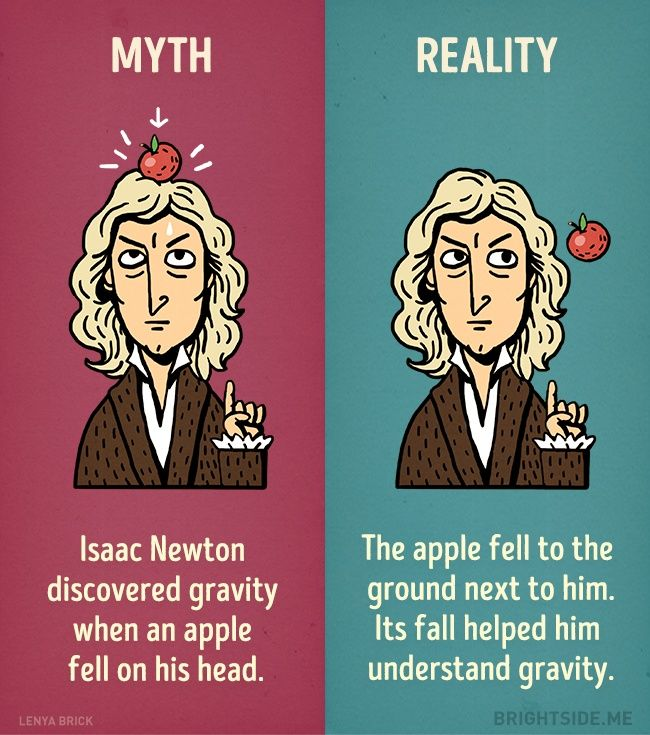 MYTH
Isaac Newton
discovered gravity
when an apple
fell on his head.
LENYA BRICK
REALITY
The apple fell to the
ground next to him.
Its fall helped him
understand gravity.
BRIGHTSIDE.ME